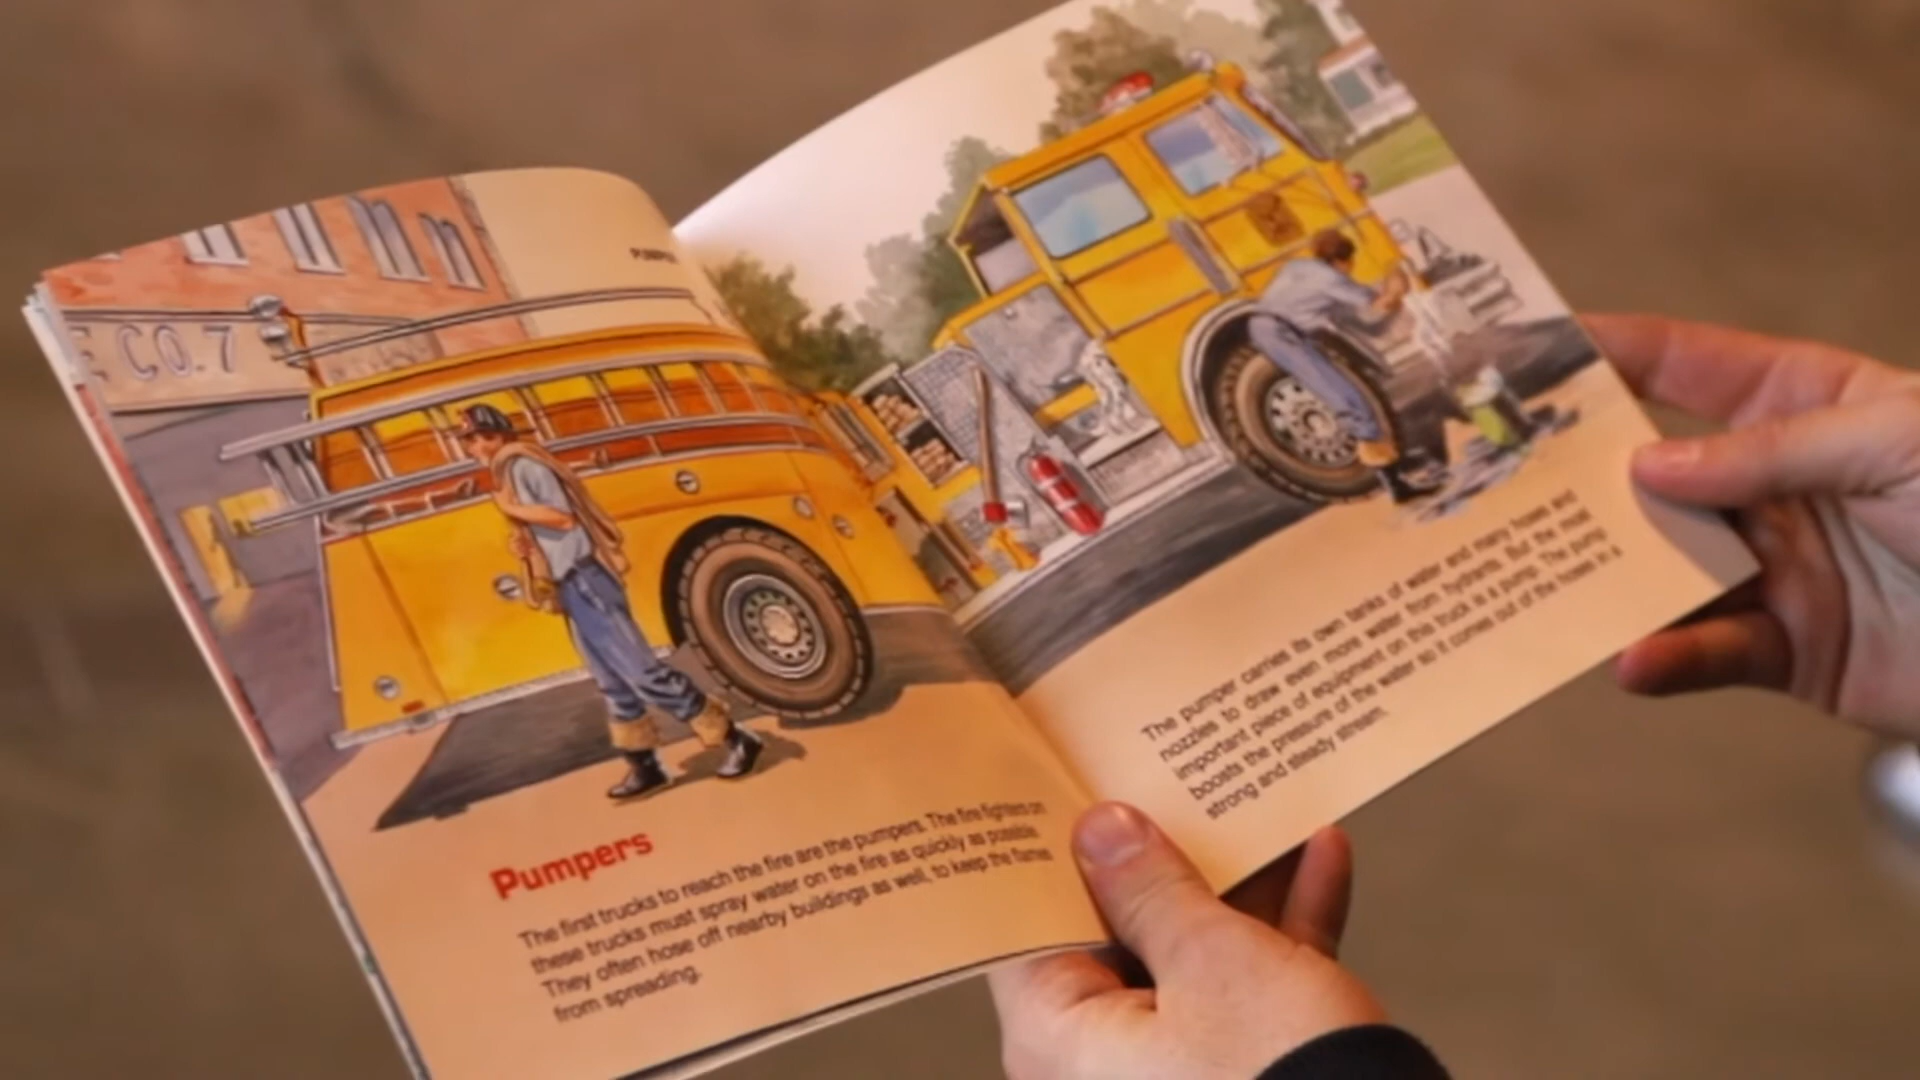 E CO. 7
PUMPER
Pumpers
The first trucks to reach the fire are the pumpers. The fire fighters on
these trucks must spray water on the fire as quickly as possible.
They often hose off nearby buildings as well, to keep the flames
from spreading.
The pumper carries its own tanks of water and many hoses and
nozzles to draw even more water from hydrants. But the most
important piece of equipment on this truck is a pump. The pump
boosts the pressure of the water so it comes out of the hoses in a
strong and steady stream.